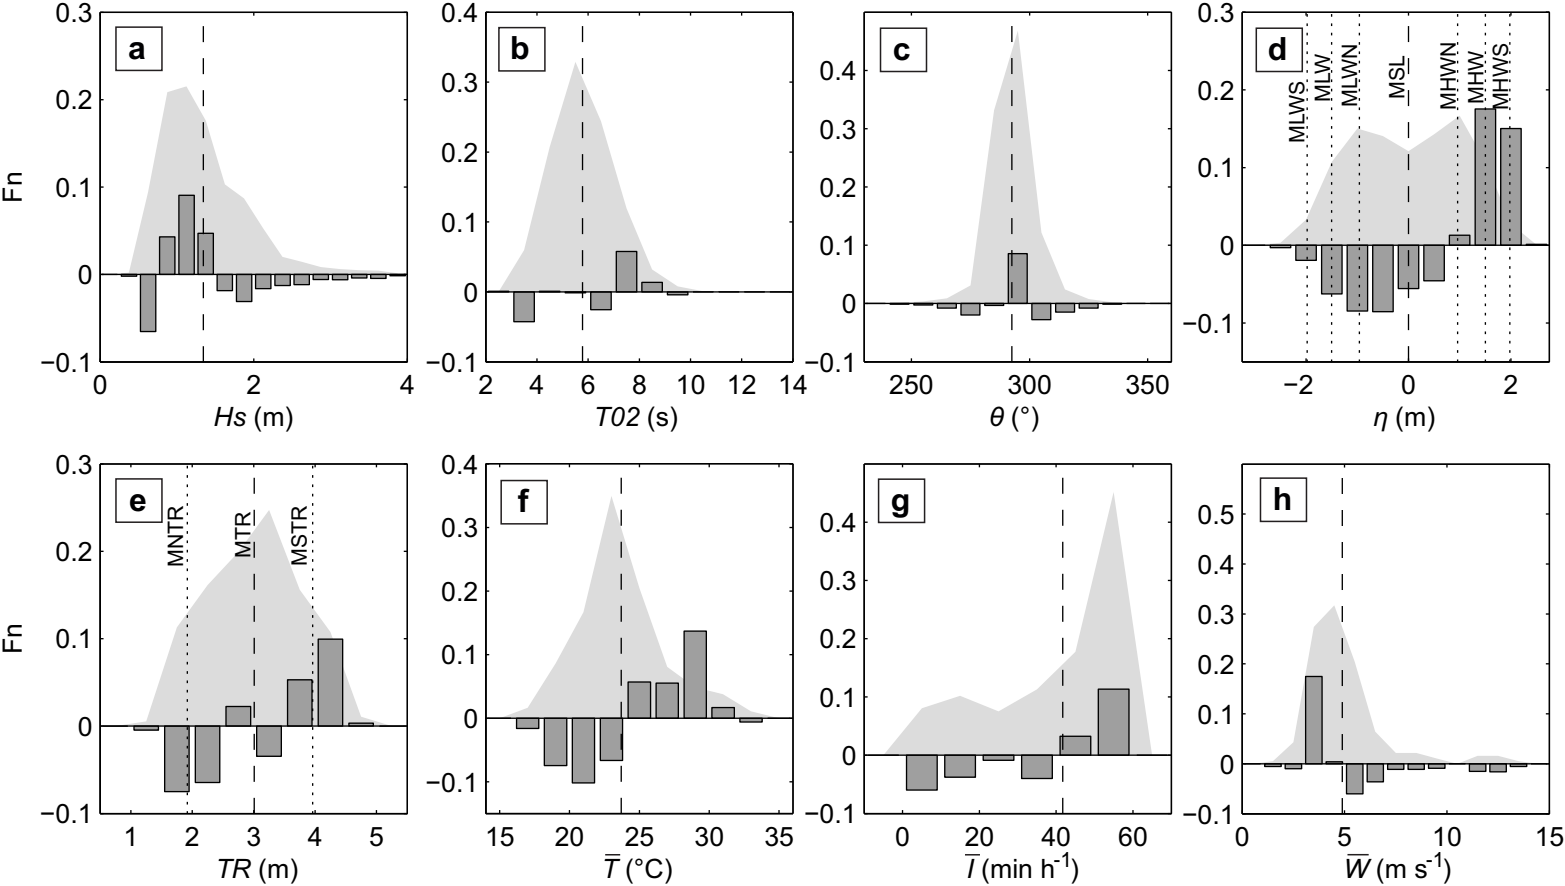 a
0.3
0.2
0.1
0
−0.1
Fn
0 2 4
Hs (m)
b
0.4
0.3
0.2
0.1
0
−0.1
2 4 6 8 10 12 14
T02 (s)
c
0.4
0.3
0.2
0.1
0
−0.1
250 300 350
θ (°)
d
MLWS
MLW
MLWN
MSL
MHWN
MHW
MHWS
0.3
0.2
0.1
0
−0.1
−2 0 2
η (m)
e
MNTR
MTR
MSTR
0.3
0.2
0.1
0
−0.1
Fn
1 2 3 4 5
TR (m)
f
0.4
0.3
0.2
0.1
0
−0.1
15 20 25 30 35
T̅ (°C)
g
0.4
0.3
0.2
0.1
0
−0.1
0 20 40 60
I̅ (min h⁻¹)
h
0.5
0.4
0.3
0.2
0.1
0
−0.1
0 5 10 15
W̅ (m s⁻¹)